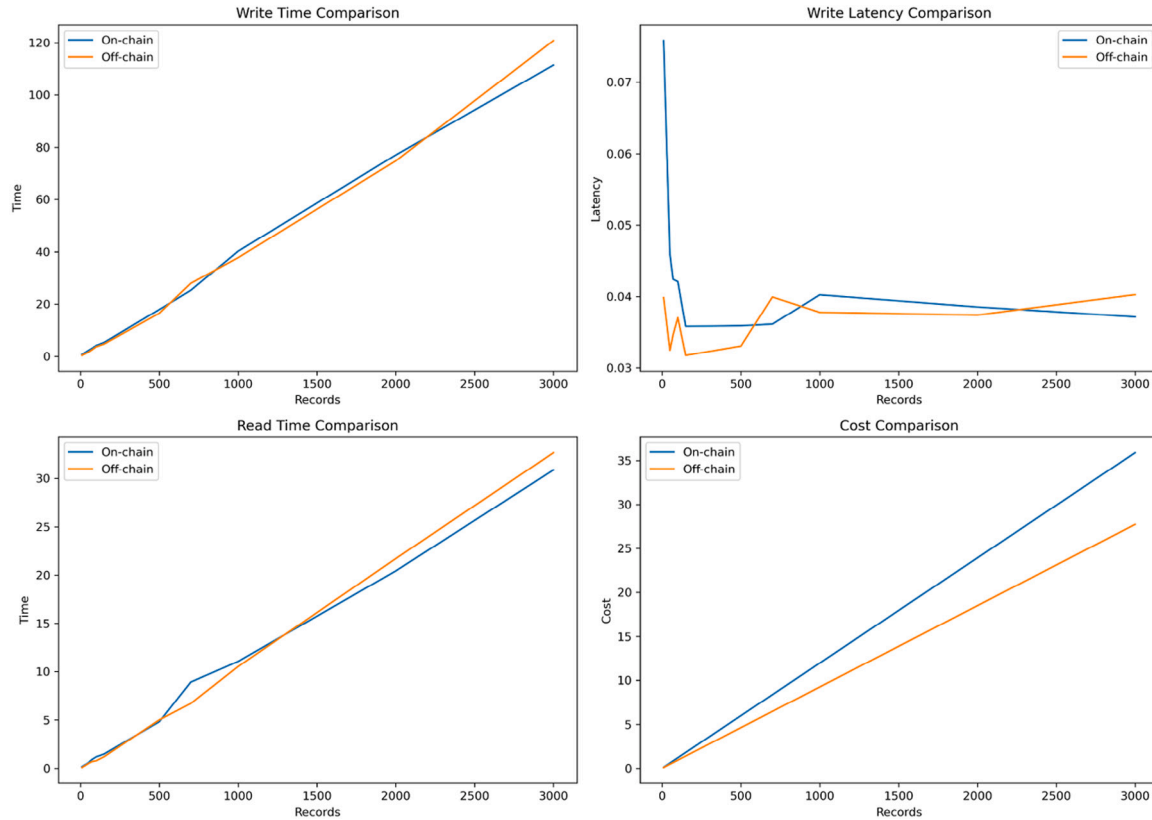 Write Time Comparison
On-chain
Off-chain
120
100
80
60
40
20
0
Time
0 500 1000 1500 2000 2500 3000
Records
Write Latency Comparison
On-chain
Off-chain
0.07
0.06
0.05
0.04
0.03
Latency
0 500 1000 1500 2000 2500 3000
Records
Read Time Comparison
On-chain
Off-chain
30
25
20
15
10
5
0
Time
0 500 1000 1500 2000 2500 3000
Records
Cost Comparison
On-chain
Off-chain
35
30
25
20
15
10
5
0
Cost
0 500 1000 1500 2000 2500 3000
Records